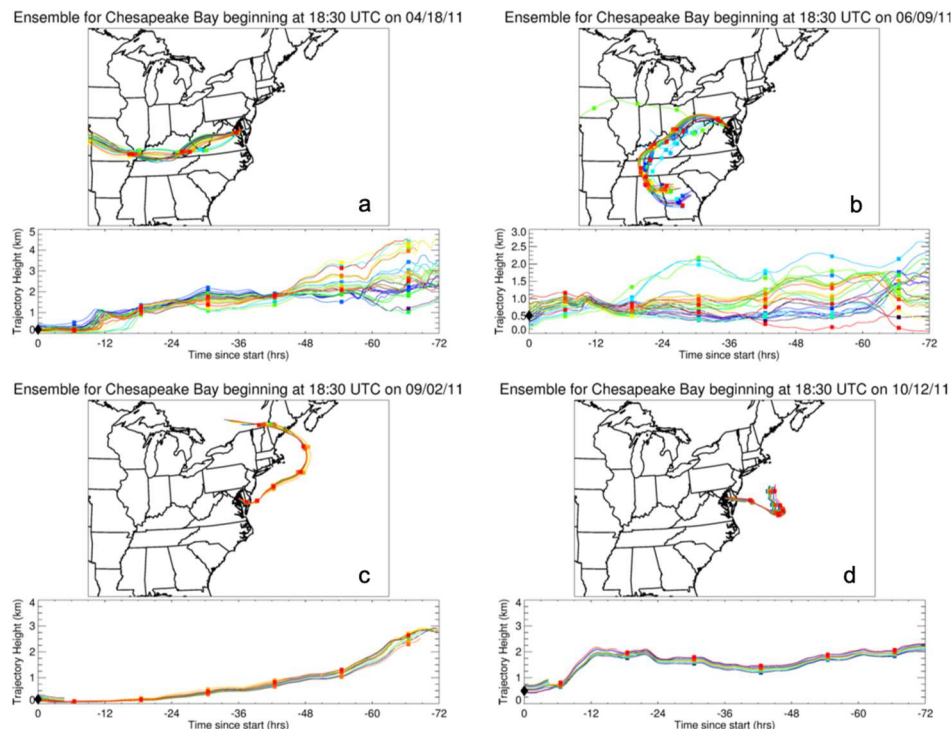 Ensemble for Chesapeake Bay beginning at 18:30 UTC on 04/18/11
a
Trajectory Height (km)
5
4
3
2
1
0
0 -12 -24 -36 -48 -60 -72
Time since start (hrs)
Ensemble for Chesapeake Bay beginning at 18:30 UTC on 06/09/11
b
Trajectory Height (km)
3.0
2.5
2.0
1.5
1.0
0.5
0.0
0 -12 -24 -36 -48 -60 -72
Time since start (hrs)
Ensemble for Chesapeake Bay beginning at 18:30 UTC on 09/02/11
c
Trajectory Height (km)
4
3
2
1
0
0 -12 -24 -36 -48 -60 -72
Time since start (hrs)
Ensemble for Chesapeake Bay beginning at 18:30 UTC on 10/12/11
d
Trajectory Height (km)
4
3
2
1
0
0 -12 -24 -36 -48 -60 -72
Time since start (hrs)